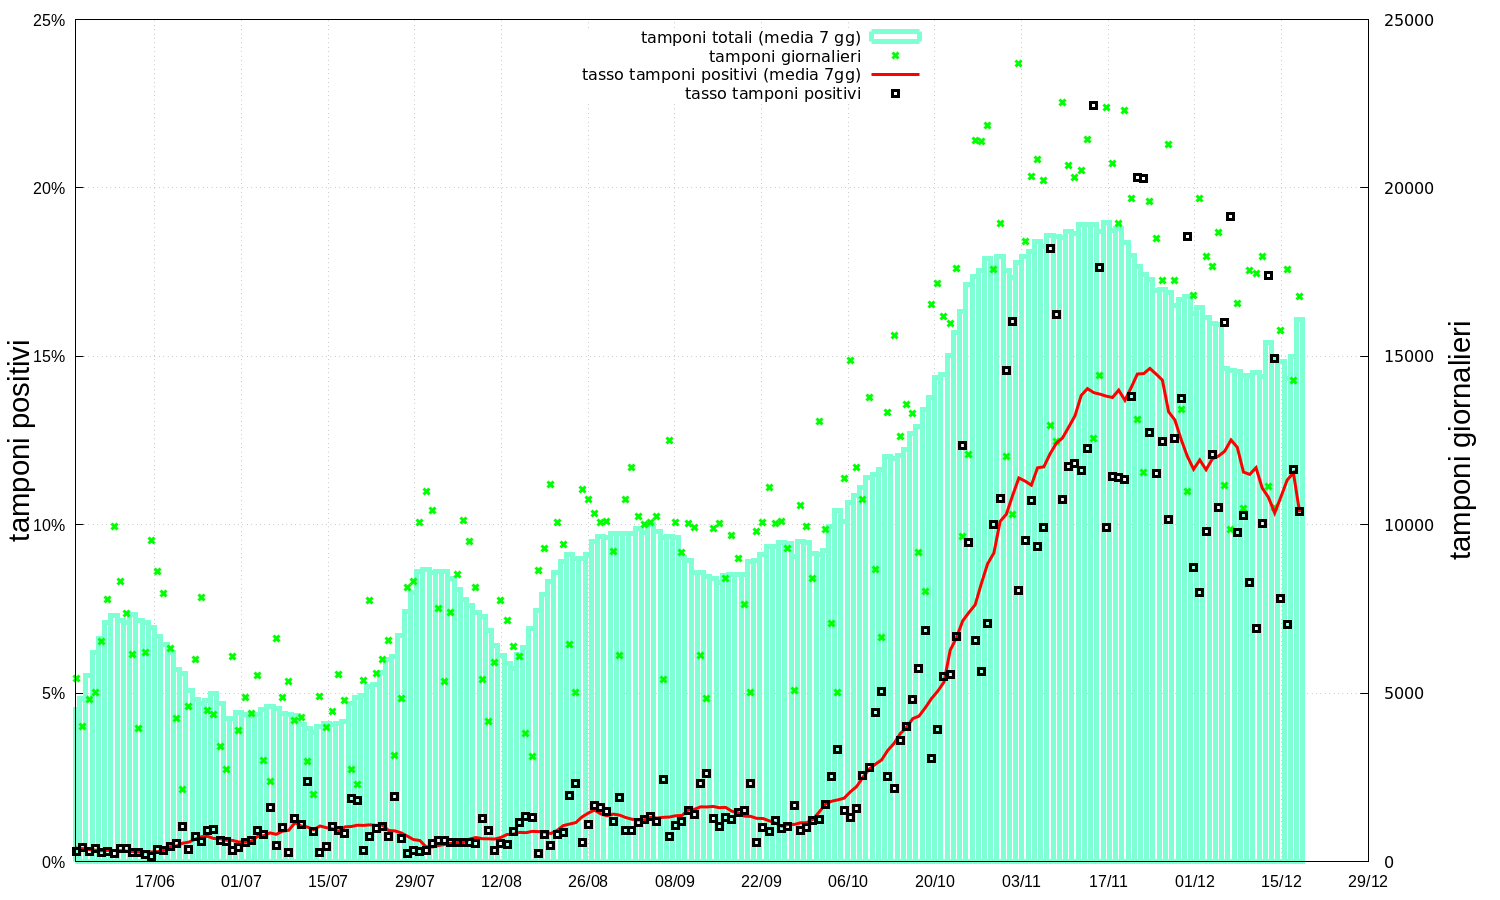 25%
25000
tamponi totali (media 7 gg)
tamponi giornalieri
tasso tamponi positivi (media 7gg)
tasso tamponi positivi
20%
20000
15%
15000
tamponi positivi
tamponi giornalieri
10%
10000
5%
5000
0%
0
17/06 01/07 15/07 29/07 12/08 26/08 08/09 22/09 06/10 20/10 03/11 17/11 01/12 15/12 29/12